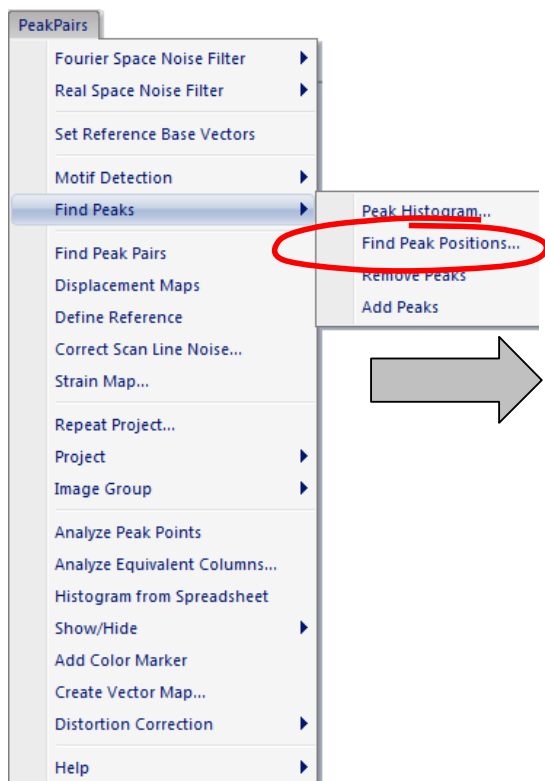 PeakPairs
Fourier Space Noise Filter
Real Space Noise Filter
Set Reference Base Vectors
Motif Detection
Find Peaks
Peak Histogram...
Find Peak Positions...
Remove Peaks
Add Peaks
Find Peak Pairs
Displacement Maps
Define Reference
Correct Scan Line Noise...
Strain Map...
Repeat Project...
Project
Image Group
Analyze Peak Points
Analyze Equivalent Columns...
Histogram from Spreadsheet
Show/Hide
Add Color Marker
Create Vector Map...
Distortion Correction
Help